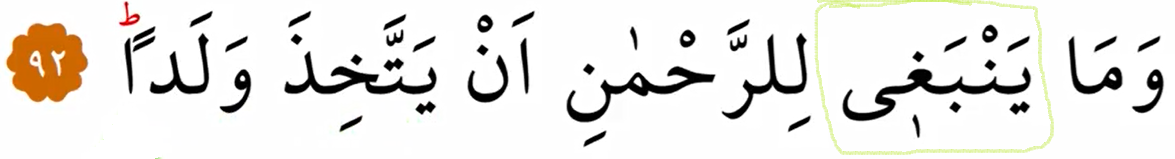 وَمَا يَنْۢبَغٖى لِلرَّحْمٰنِ اَنْ يَتَّخِذَ وَلَدًاؕ ٩٢